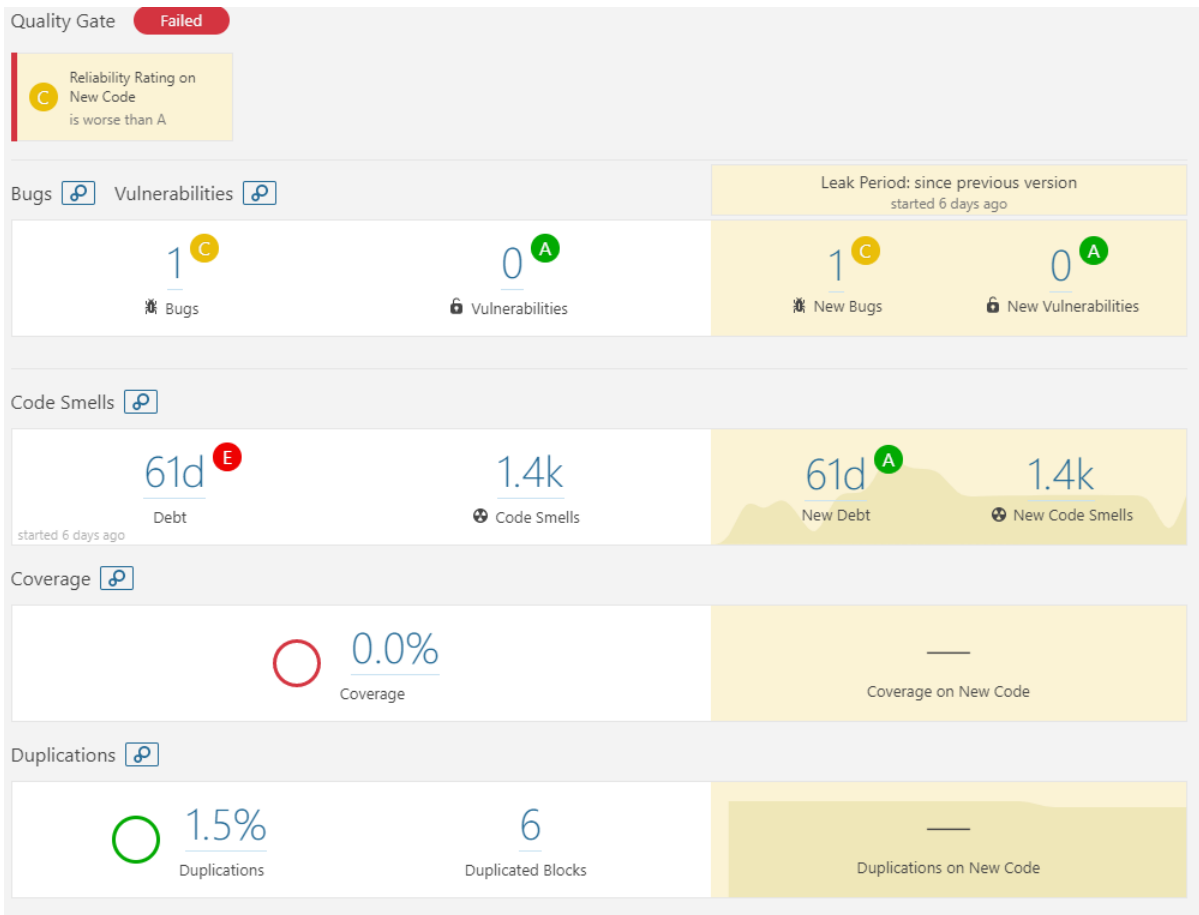 Quality Gate Failed
C Reliability Rating on
New Code
is worse than A
Leak Period: since previous version
started 6 days ago
Bugs Vulnerabilities
1 C 0 A 1 C 0 A
Bugs Vulnerabilities New Bugs New Vulnerabilities
Code Smells
61d E 1.4k 61d A 1.4k
Debt Code Smells New Debt New Code Smells
started 6 days ago
Coverage
0.0% —
Coverage Coverage on New Code
Duplications
1.5% 6 —
Duplications Duplicated Blocks Duplications on New Code